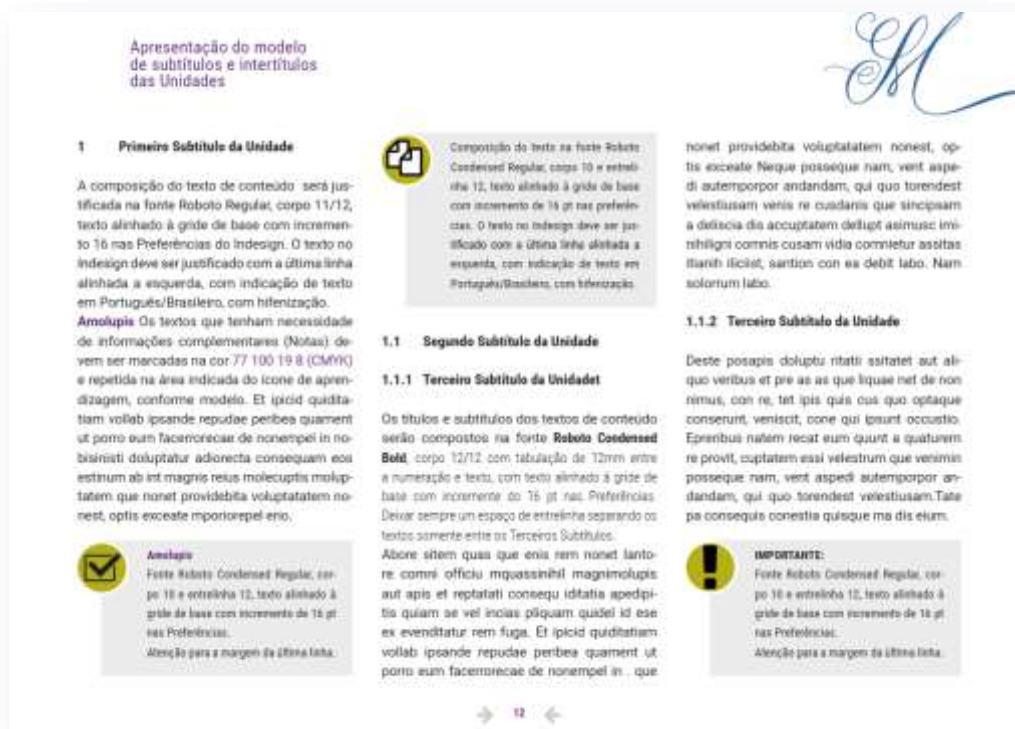 Apresentação do modelo
de subtítulos e intertítulos
das Unidades
1 Primeiro Subtítulo da Unidade
A composição do texto de conteúdo será jus-
tificada na fonte Roboto Regular, corpo 11/12,
texto alinhado à gride de base com incremen-
to 16 nas Preferências do Indesign. O texto no
Indesign deve ser justificado com a última linha
alinhada a esquerda, com indicação de texto
em Português/Brasileiro, com hifenização.
Amolupis Os textos que tenham necessidade
de informações complementares (Notas) de-
vem ser marcadas na cor 77 100 19 8 (CMYK)
e repetida na área indicada do ícone de apren-
dizagem, conforme modelo. Et ipicid quidita-
tiam vollab ipsande repudae peribea quament
ut porro eum facerrorecae de nonempel in no-
bisinisti doluptatur adiorecta consequam eos
estinum ab int magnis reius molecuptis molup-
tatem que nonet providebita voluptatatem no-
nest, optis exceate mporiorepel erio.
Amolupis
Fonte Roboto Condensed Regular, cor-
po 10 e entrelinha 12, texto alinhado à
gride de base com incremento de 16 pt
nas Preferências.
Atenção para a margem da última linha.
Composição do texto na fonte Roboto
Condensed Regular, corpo 10 e entreli-
nha 12, texto alinhado à gride de base
com incremento de 16 pt nas preferên-
cias. O texto no Indesign deve ser jus-
tificado com a última linha alinhada a
esquerda, com indicação de texto em
Português/Brasileiro, com hifenização.
1.1 Segundo Subtítulo da Unidade
1.1.1 Terceiro Subtítulo da Unidadet
Os títulos e subtítulos dos textos de conteúdo
serão compostos na fonte Roboto Condensed
Bold, corpo 12/12 com tabulação de 12mm entre
a numeração e texto, com texto alinhado à gride de
base com incremente do 16 pt nas Preferências.
Deixar sempre um espaço de entrelinha separando os
textos somente entre os Terceiros Subtítulos.
Abore sitem quas que enis rem nonet lanto-
re comni officiu mquassinihil magnimolupis
aut apis et reptatati consequ iditatia apedipi-
tis quiam se vel incias pliquam quidel id ese
ex evenditatur rem fuga. Et ipicid quiditatiam
vollab ipsande repudae peribea quament ut
porro eum facerrorecae de nonempel in . que
nonet providebita voluptatatem nonest, op-
tis exceate Neque posseque nam, vent aspe-
di autemporpor andandam, qui quo torendest
velestiusam venis re cusdanis que sincipsam
a deliscia dis accuptatem dellupt asimusc imi-
nihiligni comnis cusam vidia comnietur assitas
itianih iliciist, santion con ea debit labo. Nam
solorrum labo.
1.1.2 Terceiro Subtítulo da Unidade
Deste posapis doluptu ritatii ssitatet aut ali-
quo veribus et pre as as que liquae net de non
nimus, con re, tet ipis quis cus quo optaque
conserunt, veniscit, cone qui ipsunt occustio.
Eprenbus natem recat eum quunt a quaturem
re provit, cuptatem essi velestrum que venimin
posseque nam, vent aspedi autemporpor an-
dandam, qui quo torendest velestiusam.Tate
pa consequis conestia quisque ma dis eium.
IMPORTANTE:
Fonte Roboto Condensed Regular, cor-
po 10 e entrelinha 12, texto alinhado à
gride de base com incremento de 16 pt
nas Preferências.
Atenção para a margem da última linha.
12